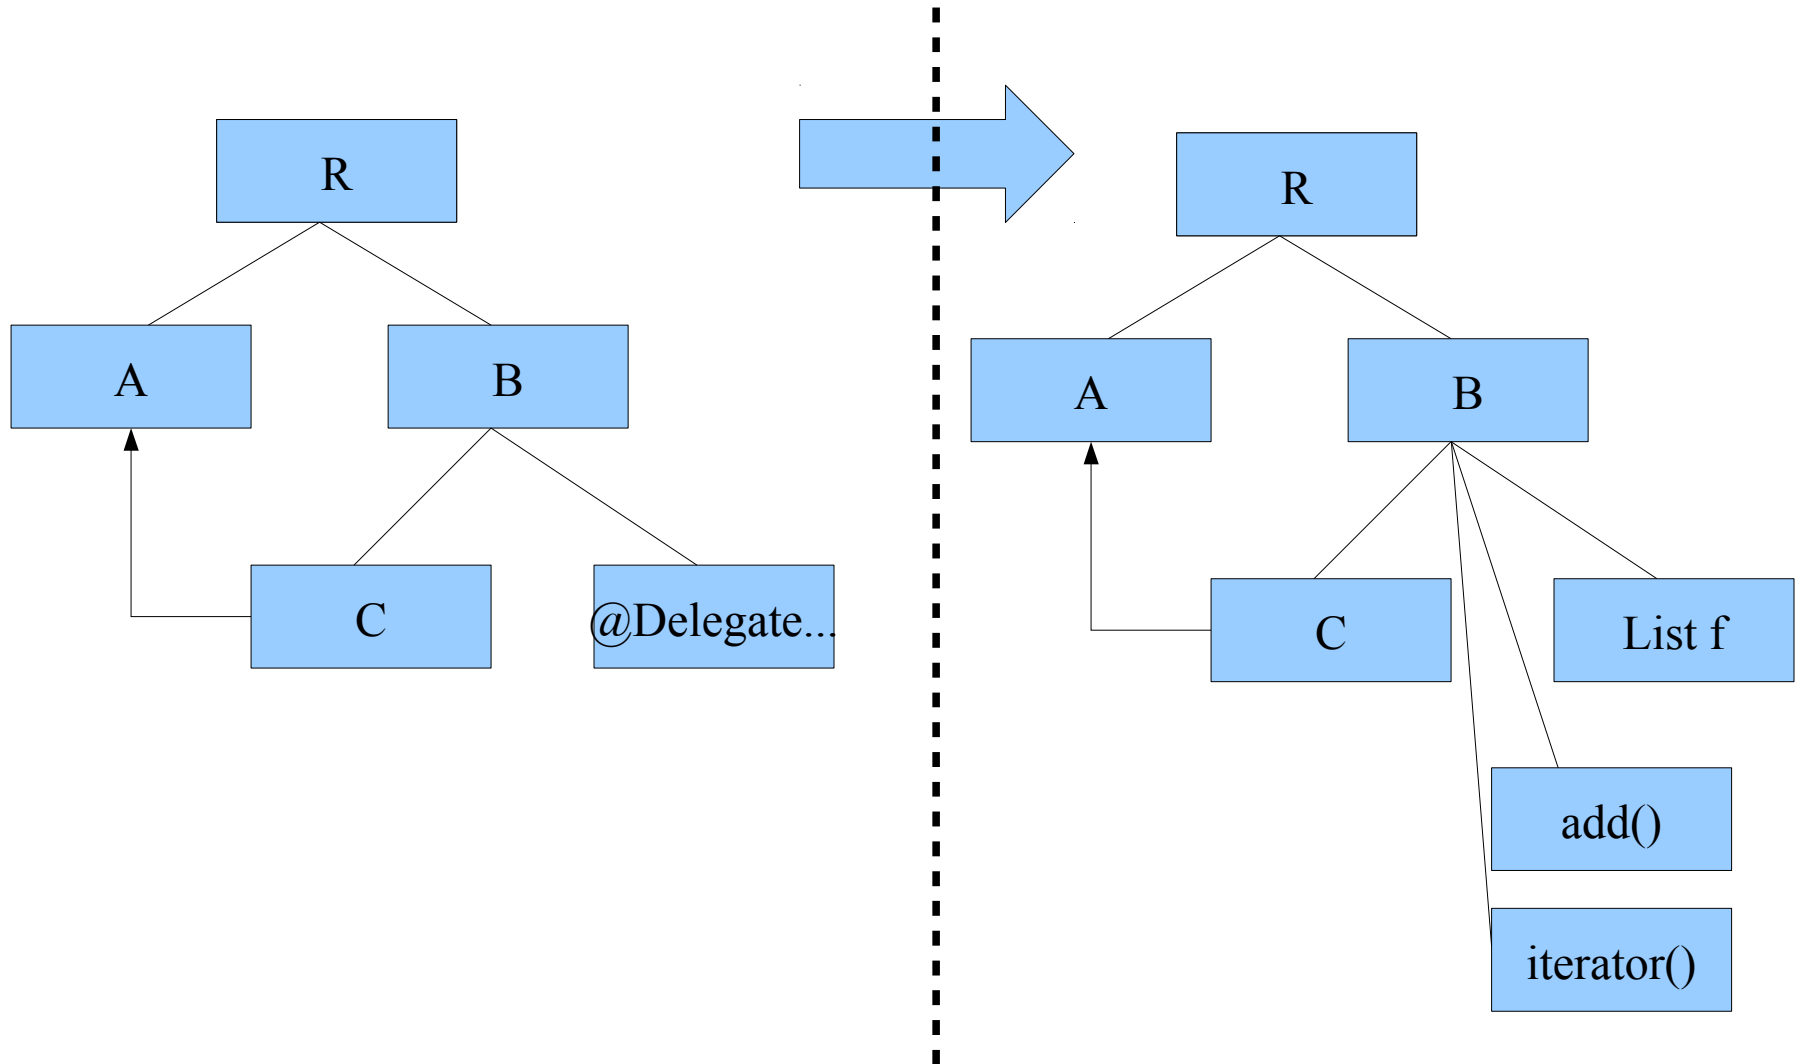 R
A
B
C
@Delegate...
R
A
B
C
List f
add()
iterator()